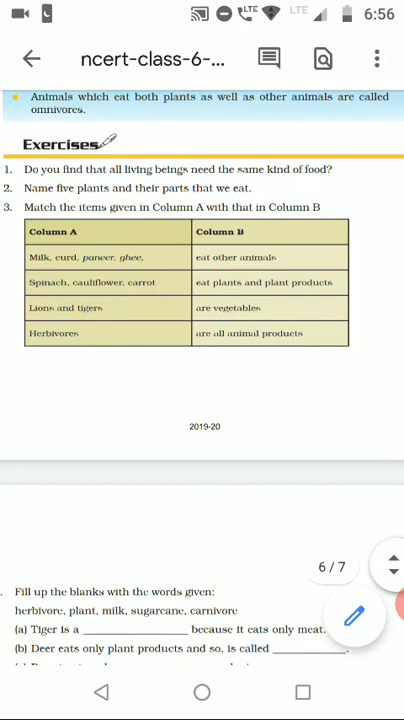 LTE LTE 6:56
ncert-class-6-...
Animals which eat both plants as well as other animals are called
omnivores.
Exercises
1. Do you find that all living beings need the same kind of food?
2. Name five plants and their parts that we eat.
3. Match the items given in Column A with that in Column B
Column A Column B
Milk, curd, paneer, ghee, eat other animals
Spinach, cauliflower, carrot eat plants and plant products
Lions and tigers are vegetables
Herbivores are all animal products
2019-20
6 / 7
. Fill up the blanks with the words given:
herbivore, plant, milk, sugarcane, carnivore
(a) Tiger is a ____________ because it eats only meat.
(b) Deer eats only plant products and so, is called ____________.